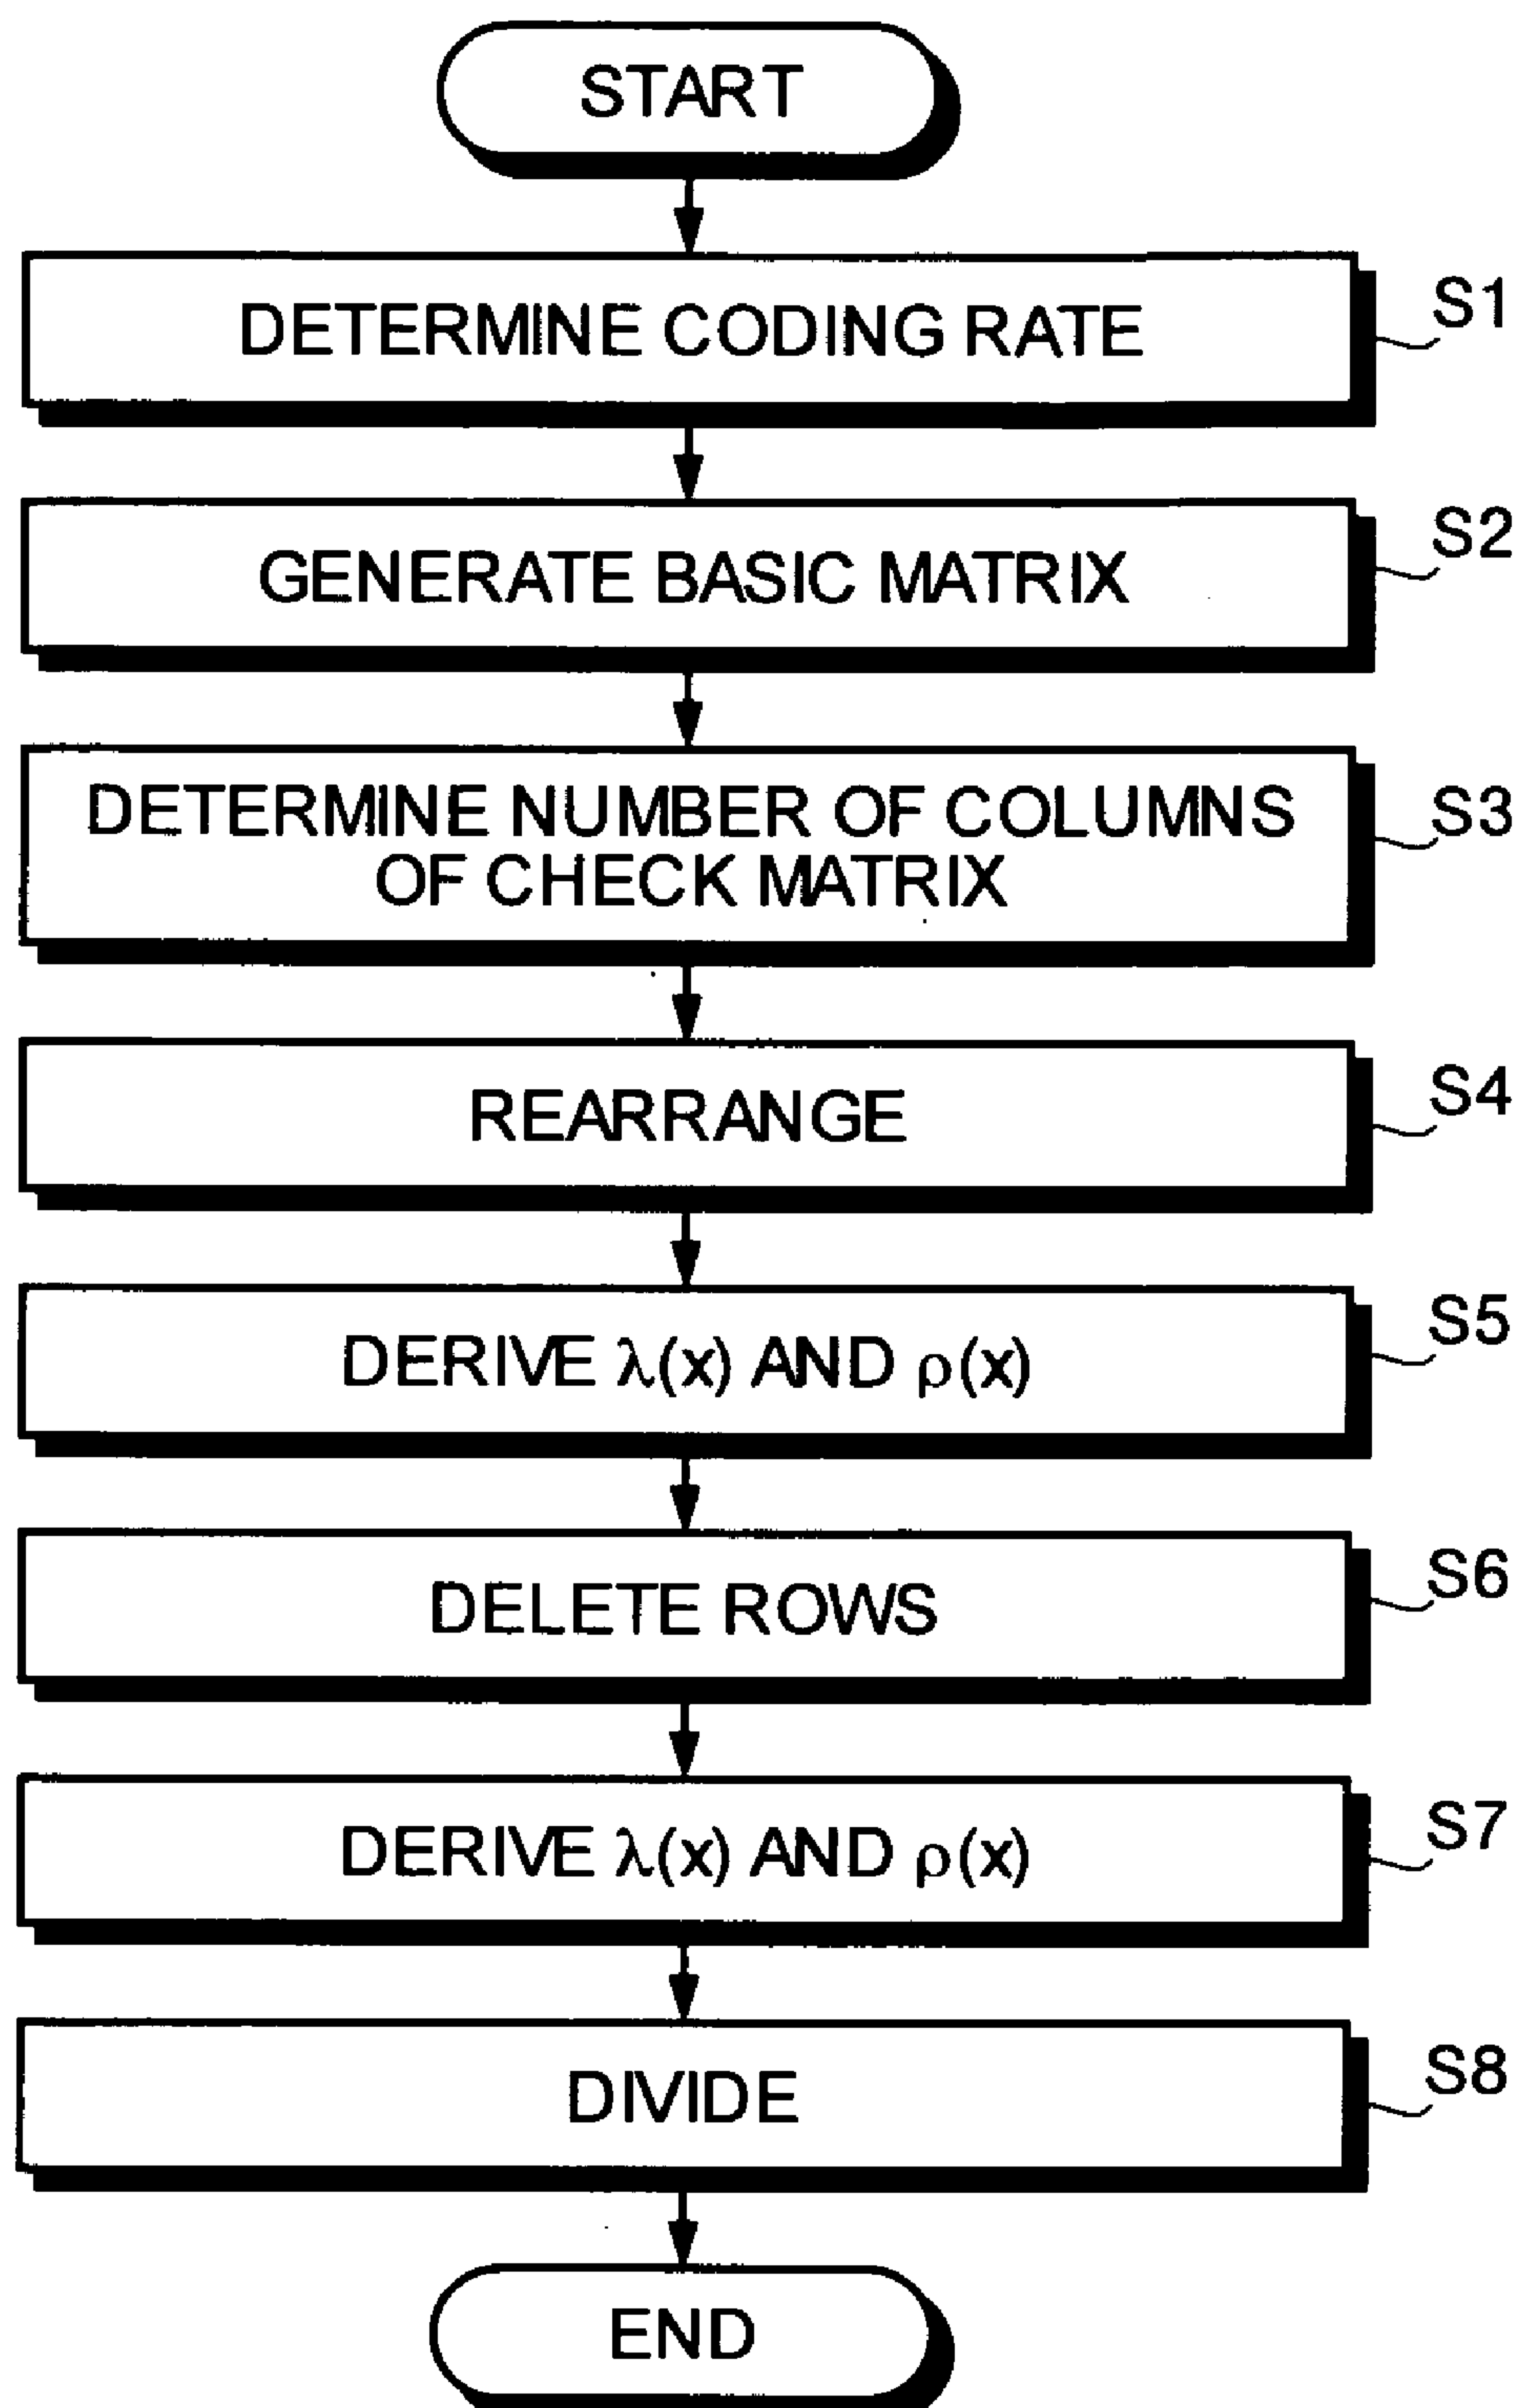 START
DETERMINE CODING RATE
S1
GENERATE BASIC MATRIX
S2
DETERMINE NUMBER OF COLUMNS
OF CHECK MATRIX
S3
REARRANGE
S4
DERIVE λ(x) AND ρ(x)
S5
DELETE ROWS
S6
DERIVE λ(x) AND ρ(x)
S7
DIVIDE
S8
END